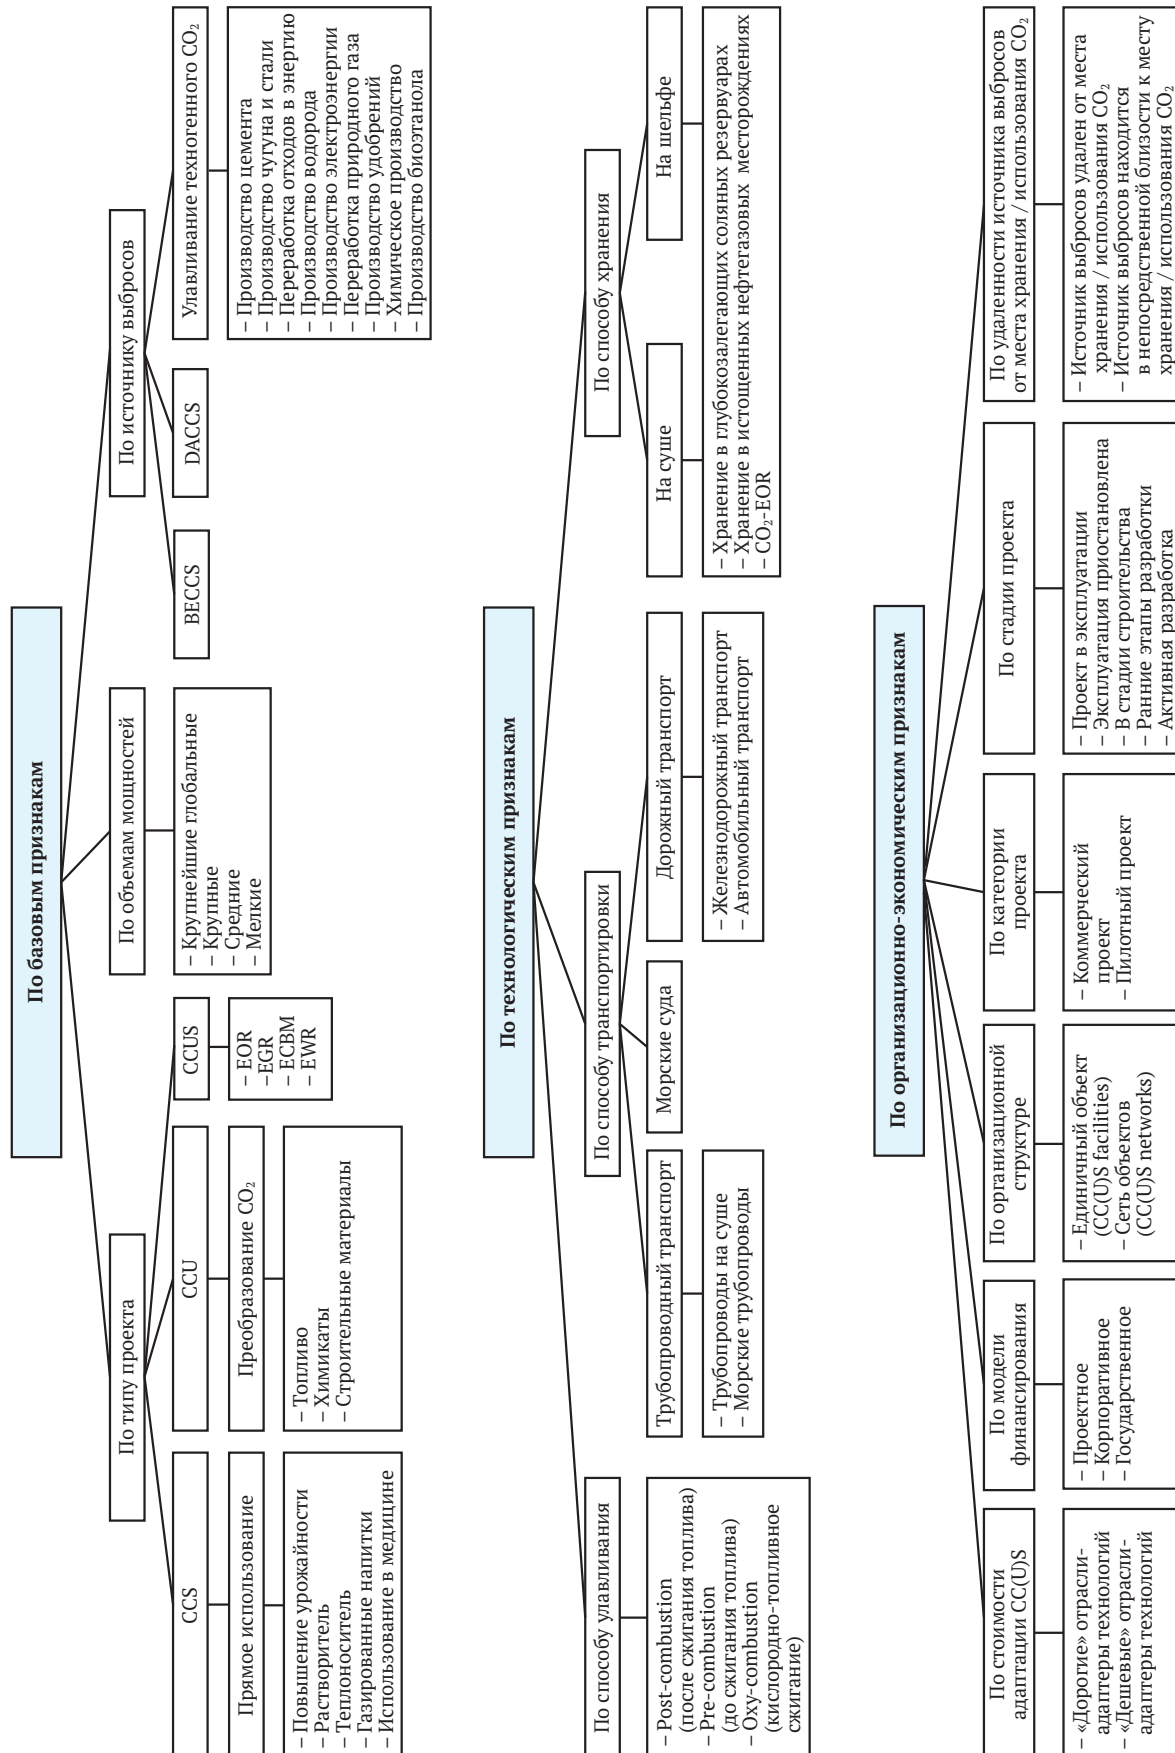 По базовым признакам
По типу проекта
По объемам мощностей
По источнику выбросов
CCS
CCU
CCUS
BECCS
DACCS
Улавливание техногенного CO₂
Прямое использование
Преобразование CO₂
– Повышение урожайности
– Растворитель
– Теплоноситель
– Газированные напитки
– Использование в медицине
– Топливо
– Химикаты
– Строительные материалы
– EOR
– EGR
– ECBM
– EWR
– Крупнейшие глобальные
– Крупные
– Средние
– Мелкие
– Производство цемента
– Производство чугуна и стали
– Переработка отходов в энергию
– Производство водорода
– Производство электроэнергии
– Переработка природного газа
– Производство удобрений
– Химическое производство
– Производство биоэтанола
По технологическим признакам
По способу улавливания
По способу транспортировки
По способу хранения
– Post-combustion
(после сжигания топлива)
– Pre-combustion
(до сжигания топлива)
– Oxy-combustion
(кислородно-топливное
сжигание)
Трубопроводный транспорт
Морские суда
Дорожный транспорт
– Трубопроводы на суше
– Морские трубопроводы
– Железнодорожный транспорт
– Автомобильный транспорт
На суше
На шельфе
– Хранение в глубокозалегающих соляных резервуарах
– Хранение в истощенных нефтегазовых месторождениях
– CO₂-EOR
По организационно-экономическим признакам
По стоимости
адаптации CC(U)S
По модели
финансирования
По организационной
структуре
По категории
проекта
По стадии проекта
По удаленности источника выбросов
от места хранения / использования CO₂
– «Дорогие» отрасли-
адаптеры технологий
– «Дешевые» отрасли-
адаптеры технологий
– Проектное
– Корпоративное
– Государственное
– Единичный объект
(CC(U)S facilities)
– Сеть объектов
(CC(U)S networks)
– Коммерческий
проект
– Пилотный проект
– Проект в эксплуатации
– Эксплуатация приостановлена
– В стадии строительства
– Ранние этапы разработки
– Активная разработка
– Источник выбросов удален от места
хранения / использования CO₂
– Источник выбросов находится
в непосредственной близости к месту
хранения / использования CO₂